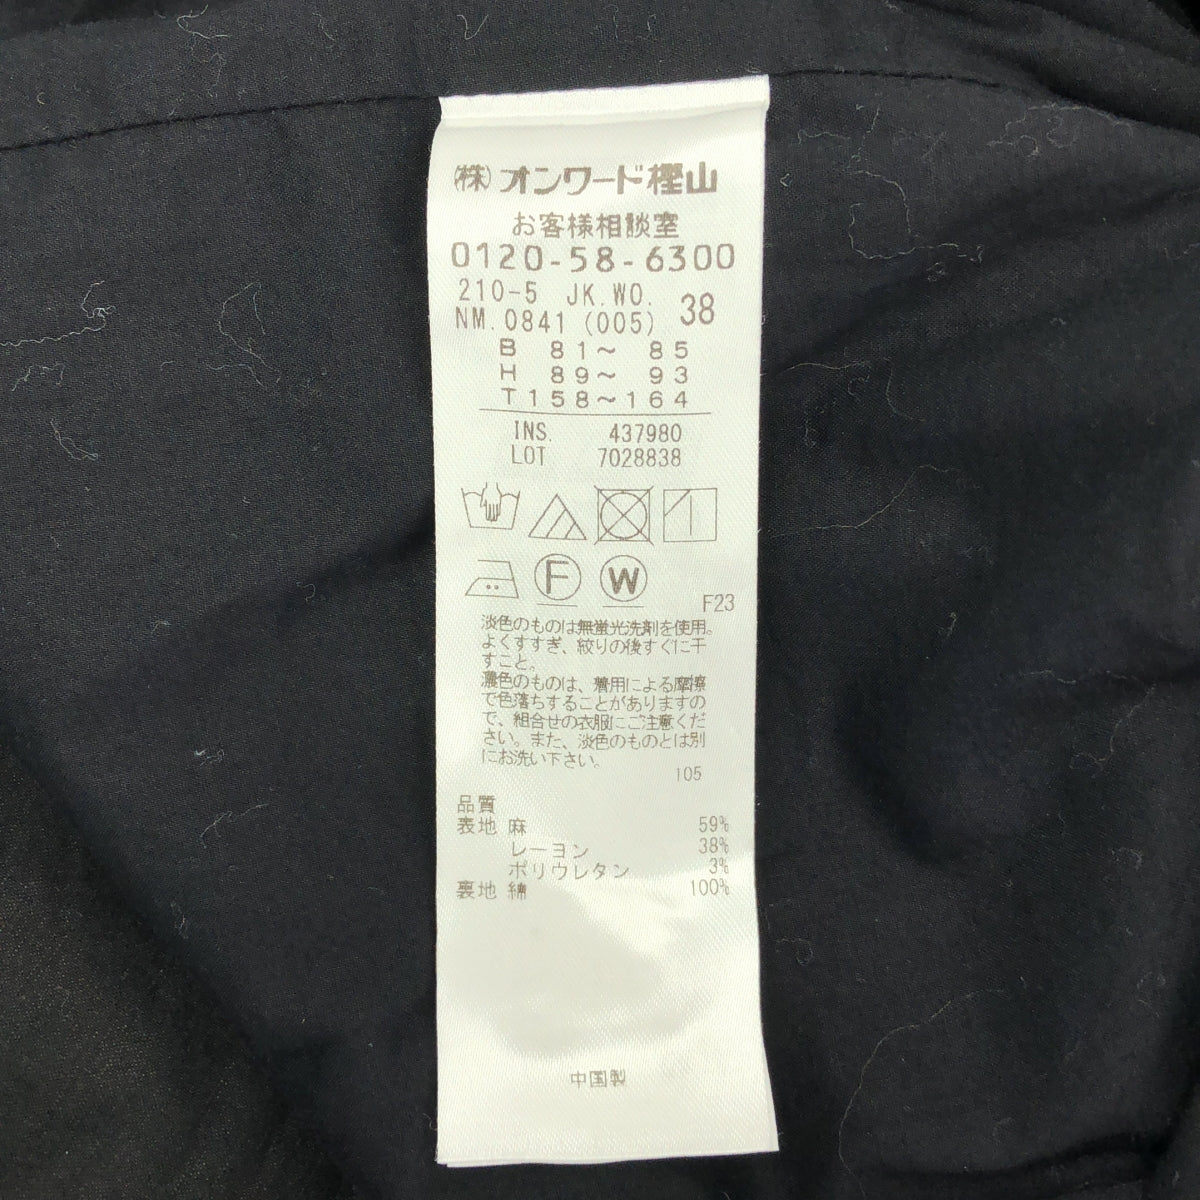 (株)オンワード樫山
お客様相談室
0120-58-6300
210-5 JK.WO. 38
NM.0841 (005)
B 81～ 85
H 89～ 93
T158～164
INS. 437980
LOT 7028838
F W
F23
淡色のものは無蛍光洗剤を使用。
よくすすぎ、絞りの後すぐに干
すこと。
濃色のものは、着用による摩擦
で色落ちすることがありますの
で、組合せの衣服にご注意くだ
さい。また、淡色のものとは別
にお洗い下さい。
105
品質
表地 麻 59%
レーヨン 38%
ポリウレタン 3%
裏地 綿 100%
中国製